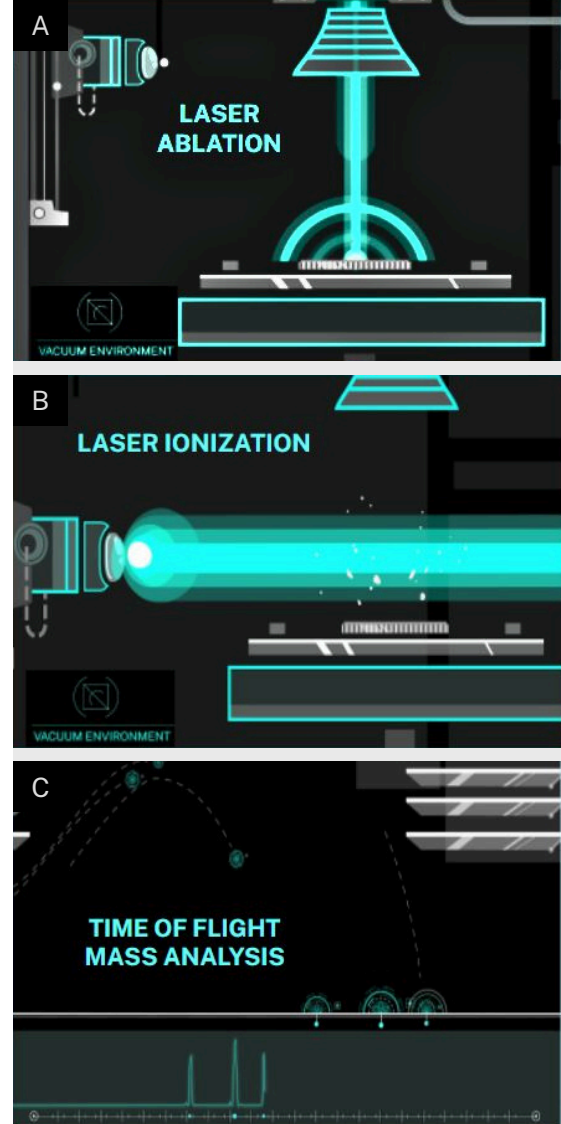 A
LASER
ABLATION
VACUUM ENVIRONMENT
B
LASER IONIZATION
VACUUM ENVIRONMENT
C
TIME OF FLIGHT
MASS ANALYSIS